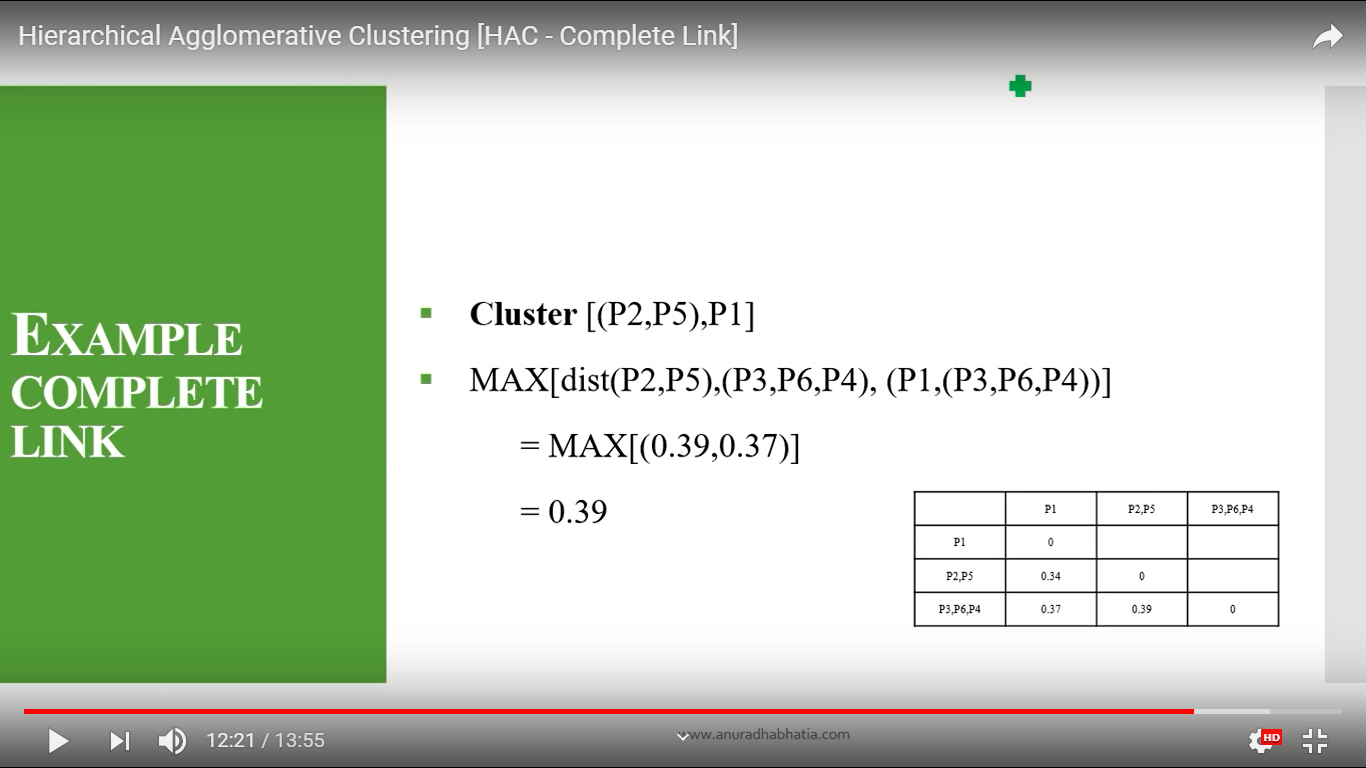 Hierarchical Agglomerative Clustering [HAC - Complete Link]
EXAMPLE
COMPLETE
LINK
Cluster [(P2,P5),P1]
MAX[dist(P2,P5),(P3,P6,P4), (P1,(P3,P6,P4))]
= MAX[(0.39,0.37)]
= 0.39
P1 P2,P5 P3,P6,P4
P1 0
P2,P5 0.34 0
P3,P6,P4 0.37 0.39 0
12:21 / 13:55
www.anuradhabhatia.com
HD